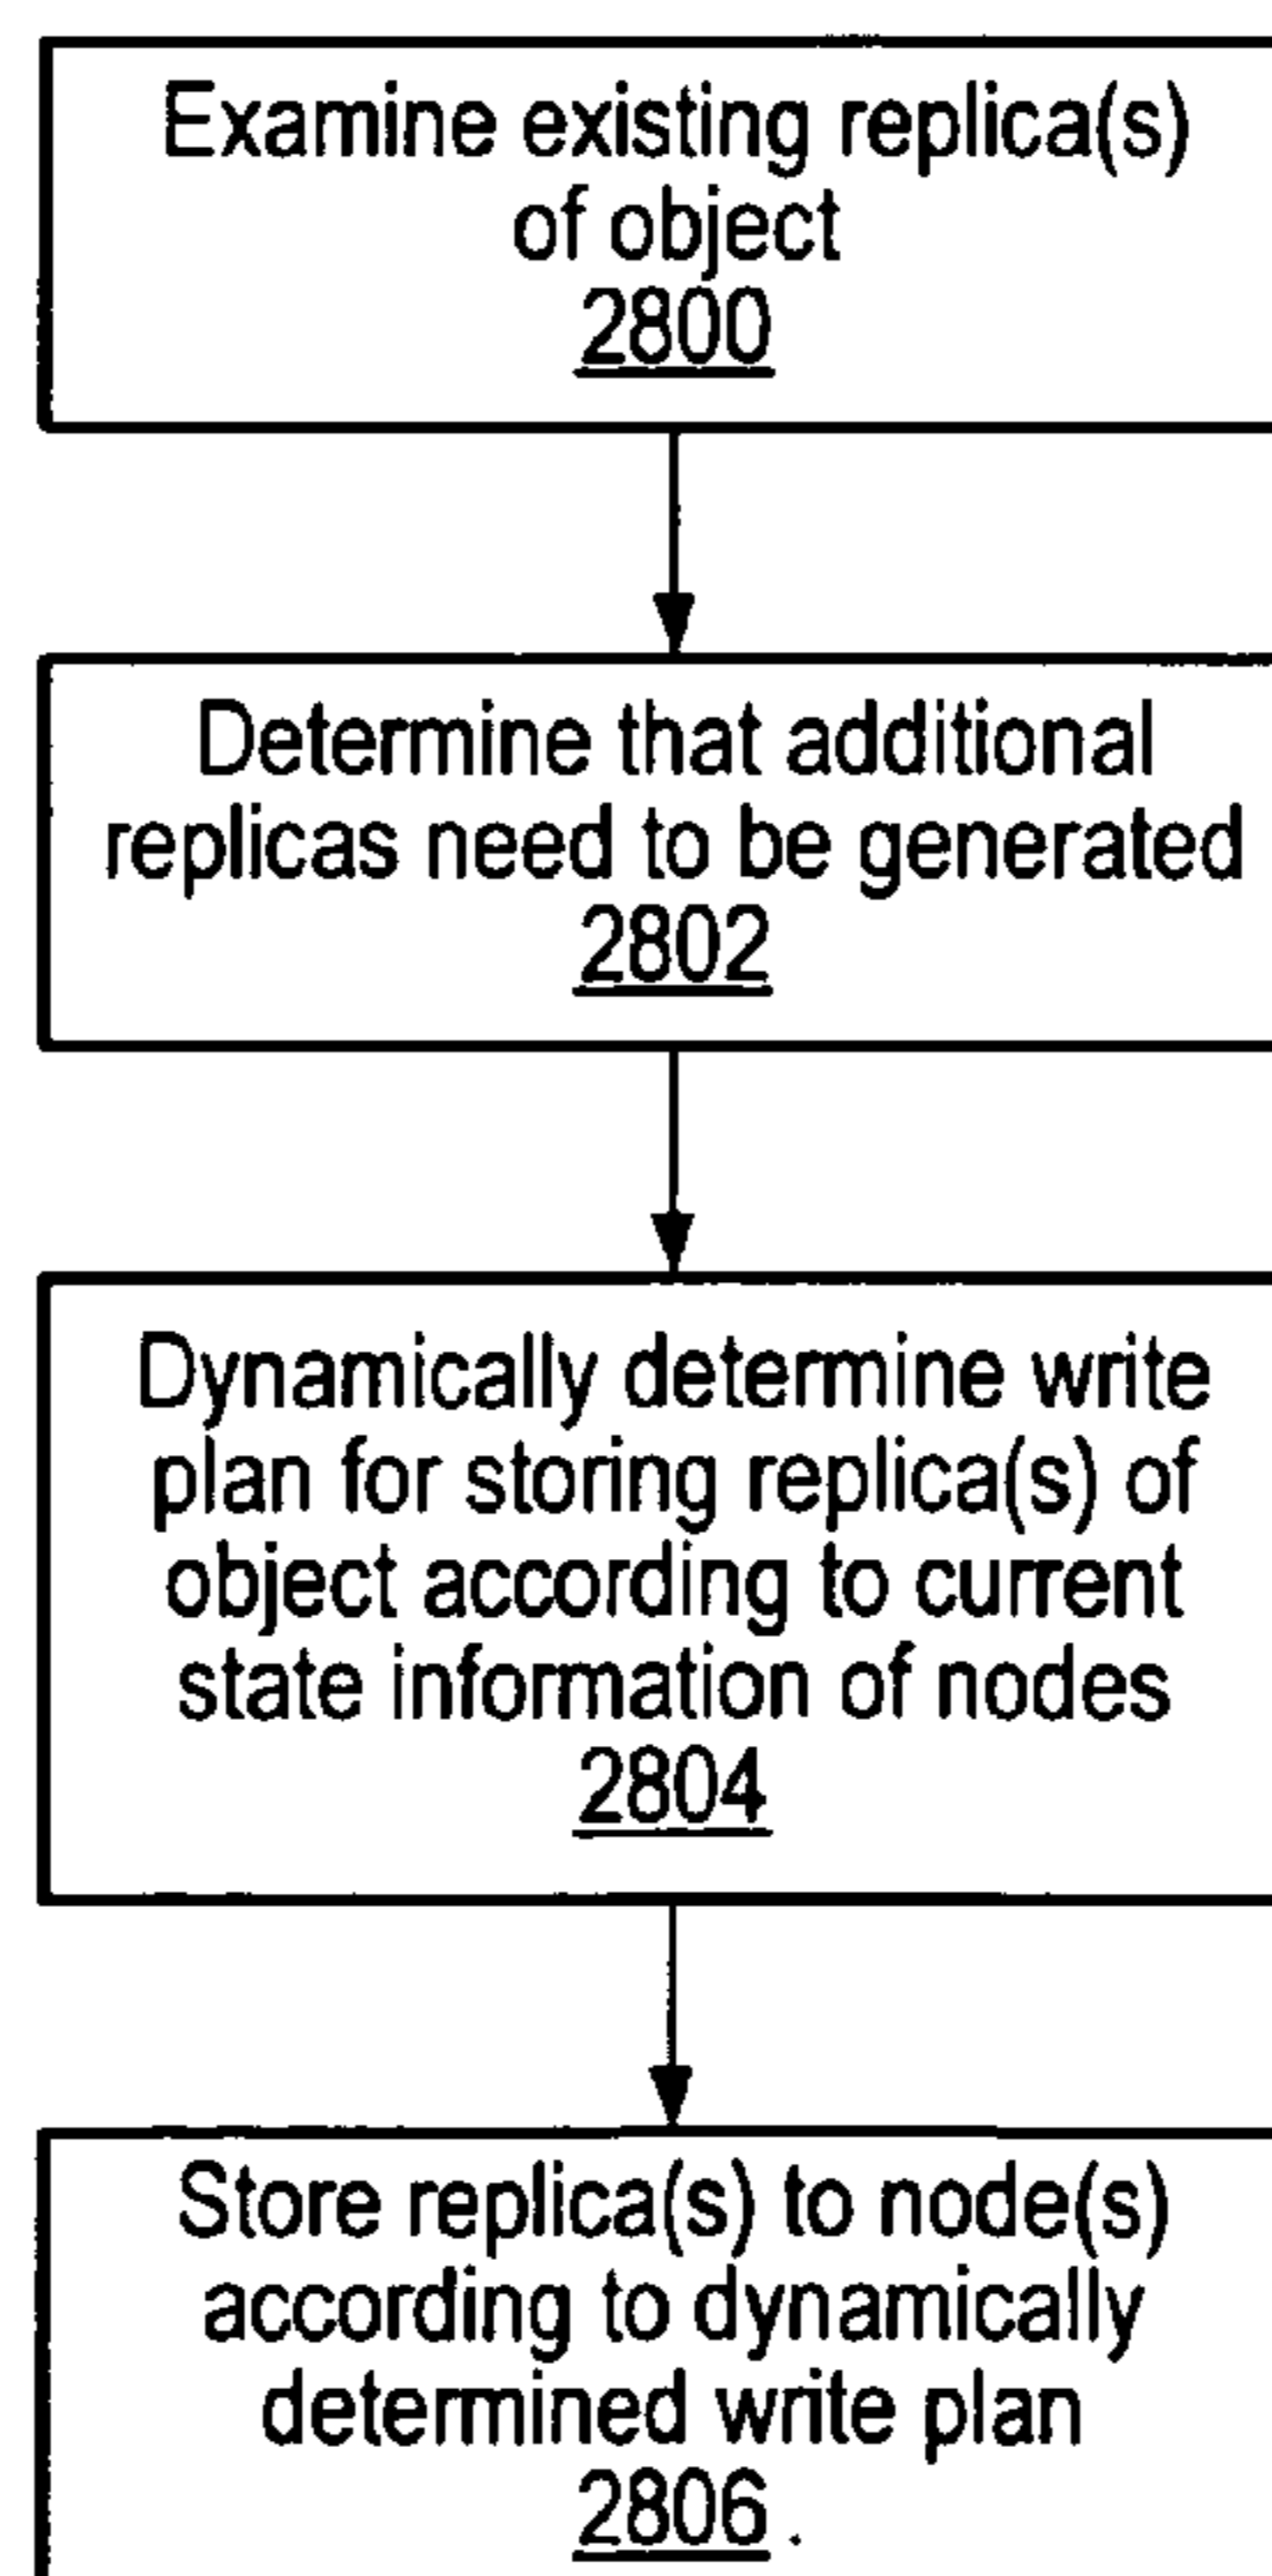 Examine existing replica(s)
of object
2800
Determine that additional
replicas need to be generated
2802
Dynamically determine write
plan for storing replica(s) of
object according to current
state information of nodes
2804
Store replica(s) to node(s)
according to dynamically
determined write plan
2806